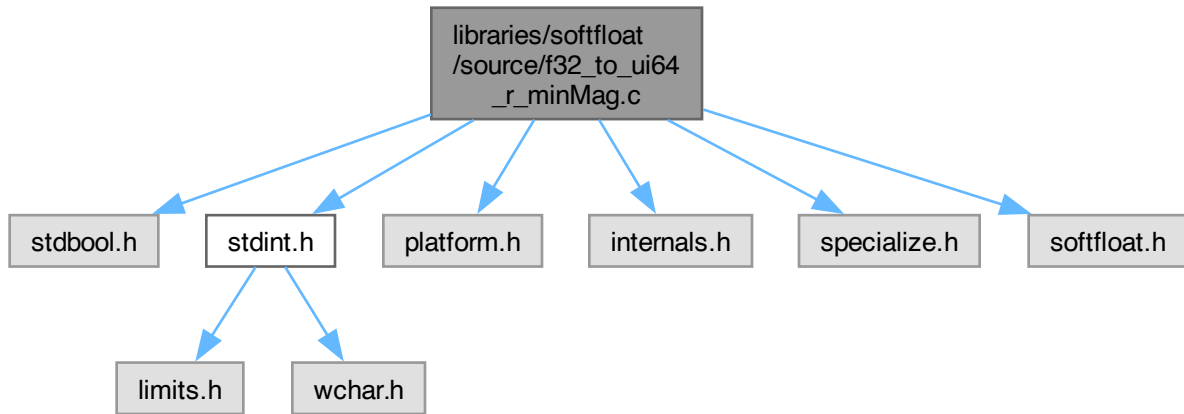 libraries/softfloat
/source/f32_to_ui64
_r_minMag.c
stdbool.h
stdint.h
platform.h
internals.h
specialize.h
softfloat.h
limits.h
wchar.h